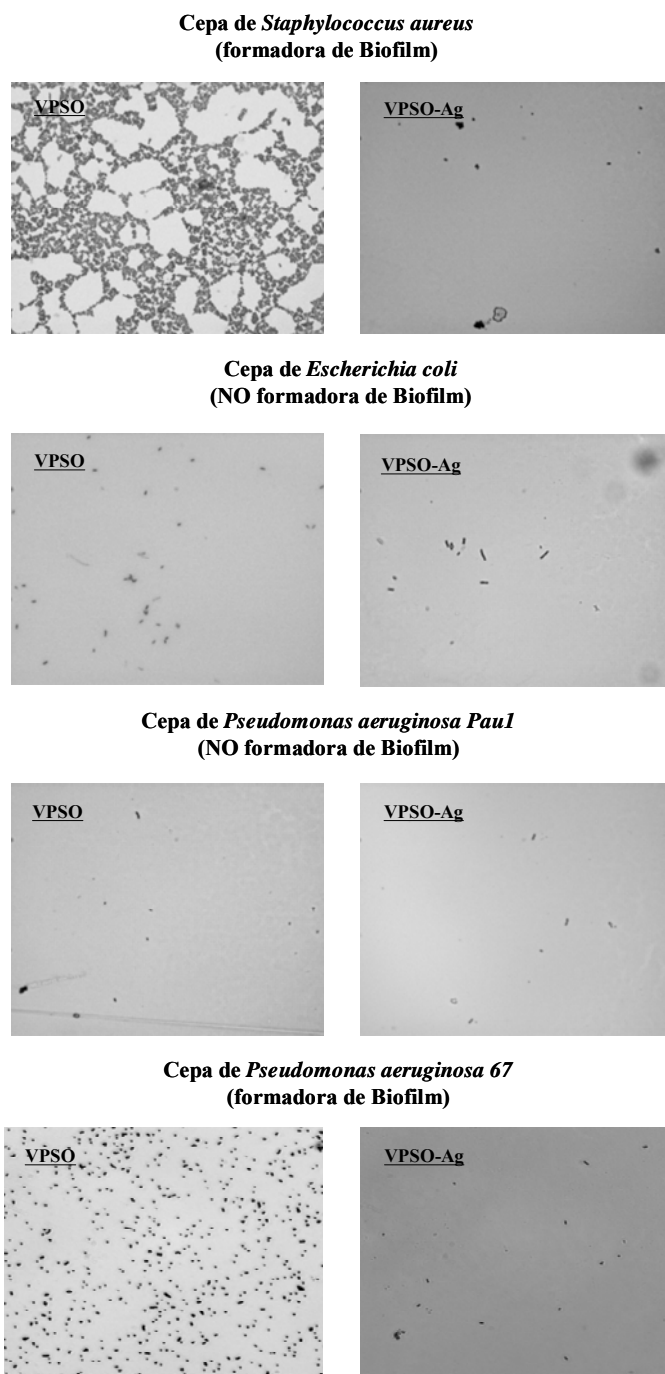 Cepa de Staphylococcus aureus
(formadora de Biofilm)
VPSO
VPSO-Ag
Cepa de Escherichia coli
(NO formadora de Biofilm)
VPSO
VPSO-Ag
Cepa de Pseudomonas aeruginosa Pau1
(NO formadora de Biofilm)
VPSO
VPSO-Ag
Cepa de Pseudomonas aeruginosa 67
(formadora de Biofilm)
VPSO
VPSO-Ag